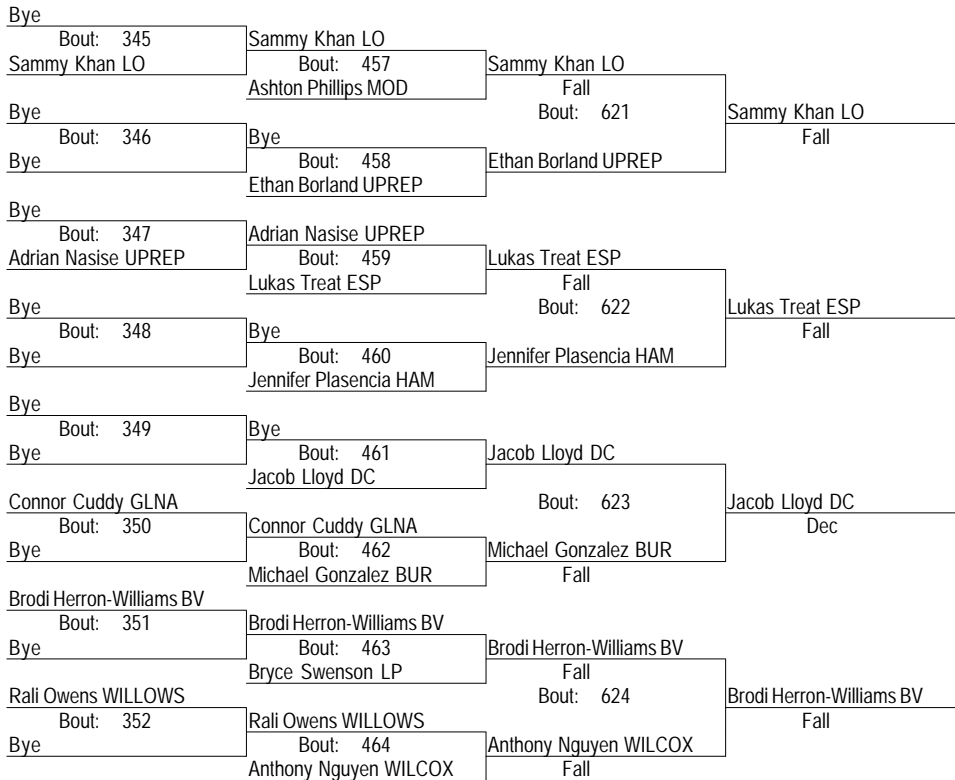 Bye
Bout: 345 Sammy Khan LO
Sammy Khan LO Bout: 457 Sammy Khan LO
Ashton Phillips MOD Fall
Bye Bout: 621 Sammy Khan LO
Bout: 346 Bye Fall
Bye Bout: 458 Ethan Borland UPREP
Ethan Borland UPREP
Bye
Bout: 347 Adrian Nasise UPREP
Adrian Nasise UPREP Bout: 459 Lukas Treat ESP
Lukas Treat ESP Fall
Bye Bout: 622 Lukas Treat ESP
Bout: 348 Bye Fall
Bye Bout: 460 Jennifer Plasencia HAM
Jennifer Plasencia HAM
Bye
Bout: 349 Bye
Bye Bout: 461 Jacob Lloyd DC
Jacob Lloyd DC
Connor Cuddy GLNA Bout: 623 Jacob Lloyd DC
Bout: 350 Connor Cuddy GLNA Dec
Bye Bout: 462 Michael Gonzalez BUR
Michael Gonzalez BUR Fall
Brodi Herron-Williams BV
Bout: 351 Brodi Herron-Williams BV
Bye Bout: 463 Brodi Herron-Williams BV
Bryce Swenson LP Fall
Rali Owens WILLOWS Bout: 624 Brodi Herron-Williams BV
Bout: 352 Rali Owens WILLOWS Fall
Bye Bout: 464 Anthony Nguyen WILCOX
Anthony Nguyen WILCOX Fall